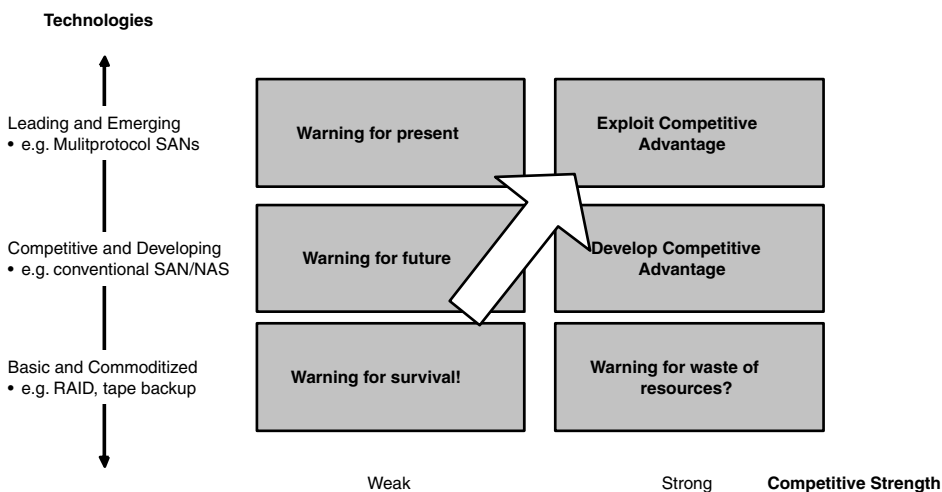 Technologies
Leading and Emerging
• e.g. Mulitprotocol SANs
Warning for present
Exploit Competitive
Advantage
Competitive and Developing
• e.g. conventional SAN/NAS
Warning for future
Develop Competitive
Advantage
Basic and Commoditized
• e.g. RAID, tape backup
Warning for survival!
Warning for waste of
resources?
Weak
Strong
Competitive Strength